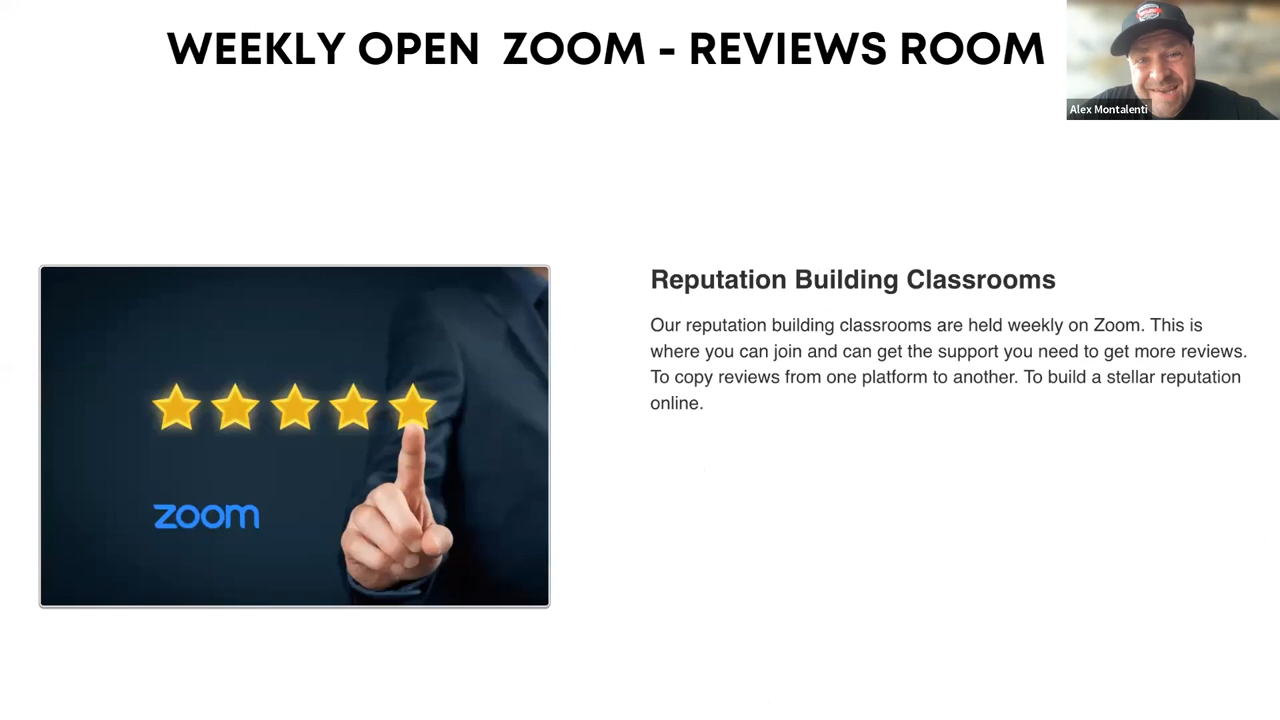 WEEKLY OPEN ZOOM - REVIEWS ROOM
Alex Montalenti
Reputation Building Classrooms
Our reputation building classrooms are held weekly on Zoom. This is
where you can join and can get the support you need to get more reviews.
To copy reviews from one platform to another. To build a stellar reputation
online.
zoom